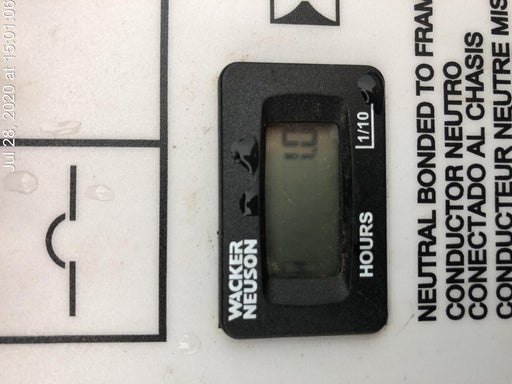 Jul 28, 2020 at 15:01:06
WACKER
NEUSON
HOURS
1/10
NEUTRAL BONDED TO FRAM
CONDUCTOR NEUTRO
CONECTADO AL CHASIS
CONDUCTEUR NEUTRE MIS